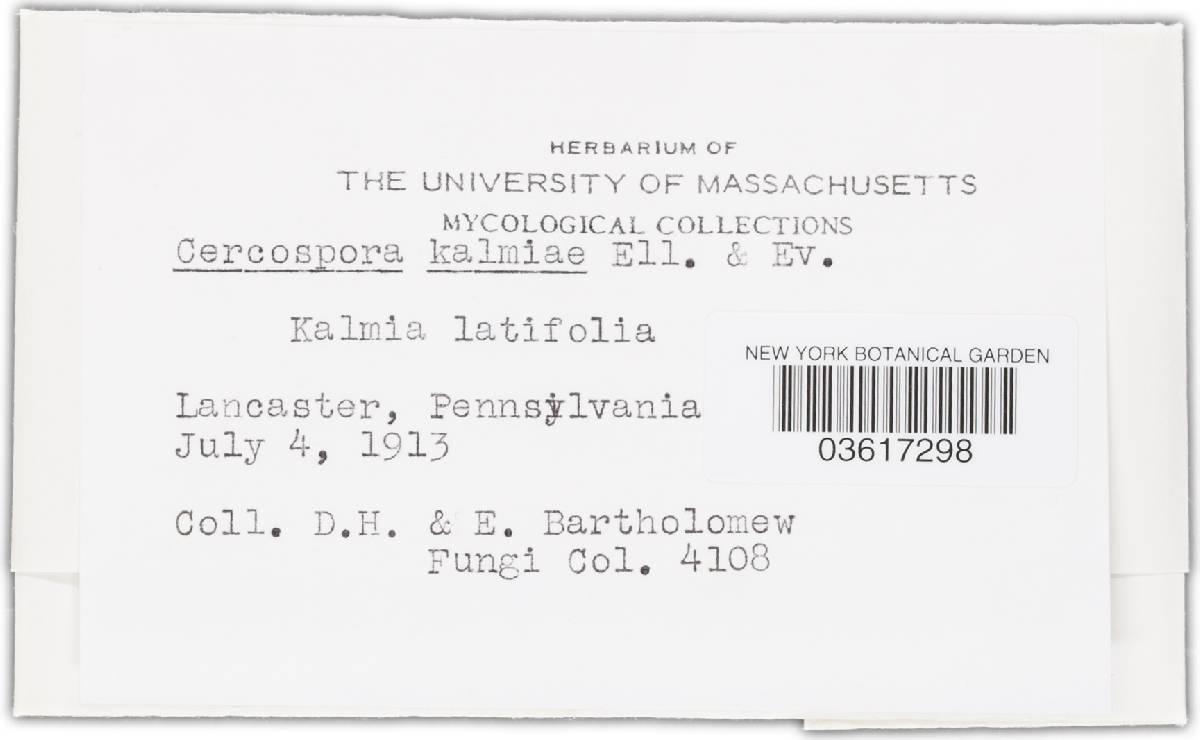 HERBARIUM OF
THE UNIVERSITY OF MASSACHUSETTS
MYCOLOGICAL COLLECTIONS
Cercospora kalmiae Ell. & Ev.
Kalmia latifolia
NEW YORK BOTANICAL GARDEN
03617298
Lancaster, Pennsylvania
July 4, 1913
Coll. D.H. & E. Bartholomew
Fungi Col. 4108